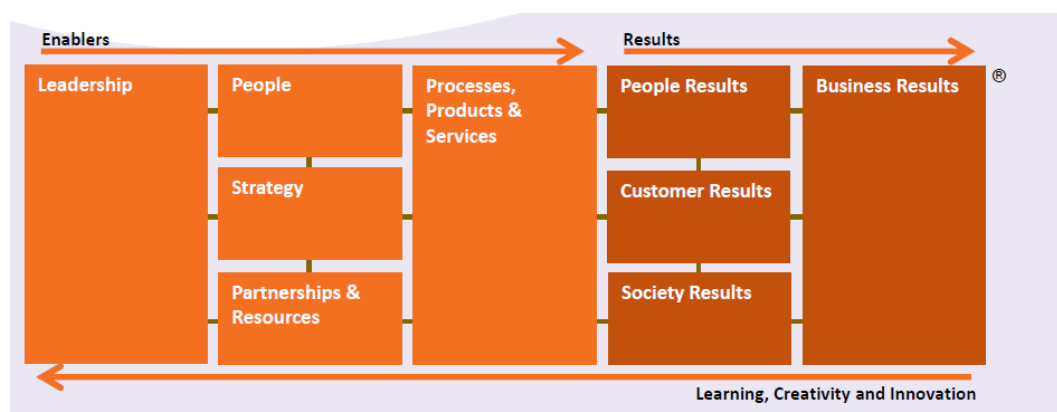 Enablers
Results
Leadership
People
Processes,
Products &
Services
People Results
Business Results
®
Strategy
Customer Results
Partnerships &
Resources
Society Results
Learning, Creativity and Innovation